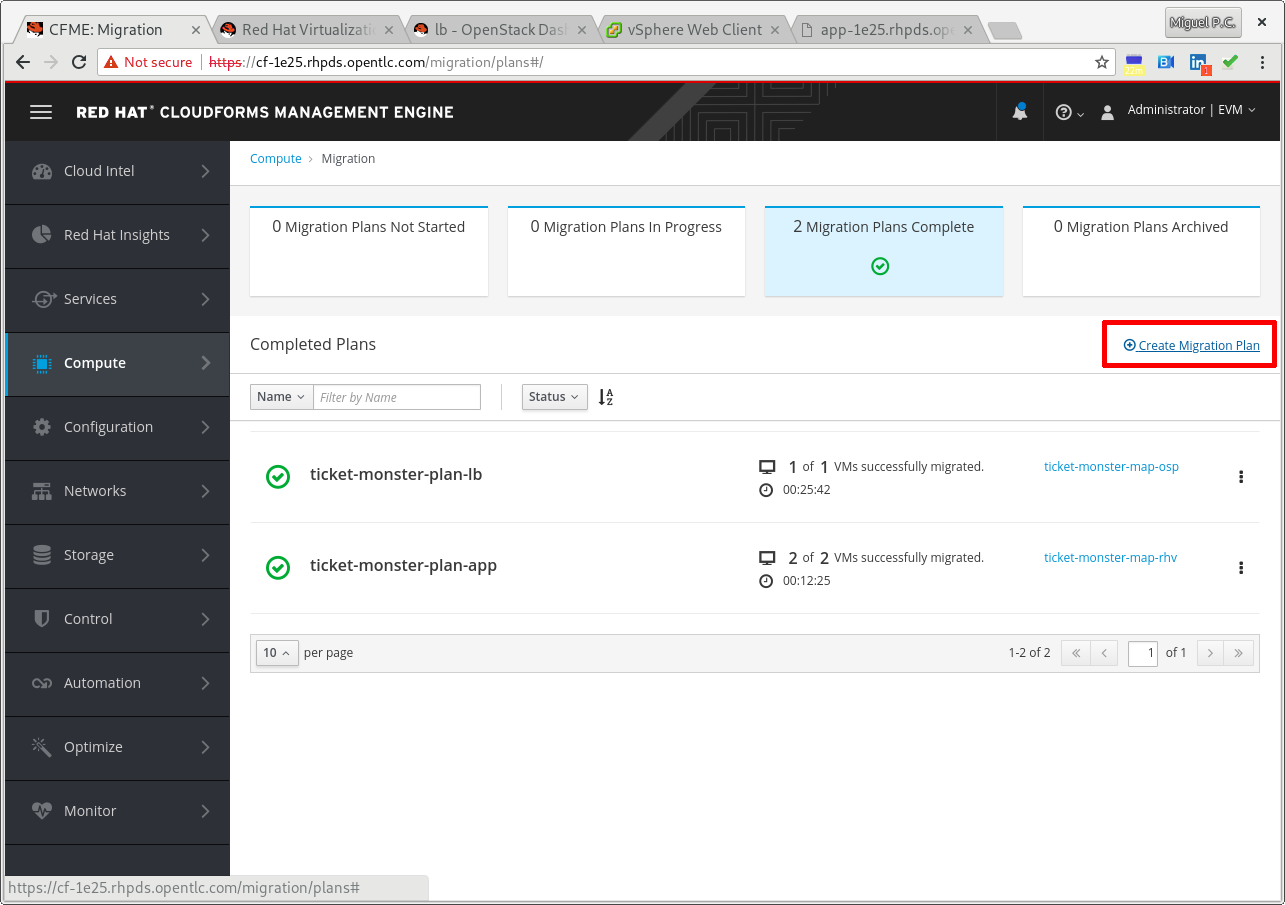 CFME: Migration
Red Hat Virtualizati
lb - OpenStack Das
vSphere Web Client
app-1e25.rhpds.op
Miguel P.C.
Not secure
https://cf-1e25.rhpds.opentlc.com/migration/plans#/
RED HAT® CLOUDFORMS MANAGEMENT ENGINE
Administrator | EVM
Cloud Intel
Red Hat Insights
Services
Compute
Configuration
Networks
Storage
Control
Automation
Optimize
Monitor
Compute › Migration
0 Migration Plans Not Started
0 Migration Plans In Progress
2 Migration Plans Complete
0 Migration Plans Archived
Completed Plans
Create Migration Plan
Name
Filter by Name
Status
ticket-monster-plan-lb
1 of 1 VMs successfully migrated.
00:25:42
ticket-monster-map-osp
ticket-monster-plan-app
2 of 2 VMs successfully migrated.
00:12:25
ticket-monster-map-rhv
10 per page
1-2 of 2
1 of 1
https://cf-1e25.rhpds.opentlc.com/migration/plans#